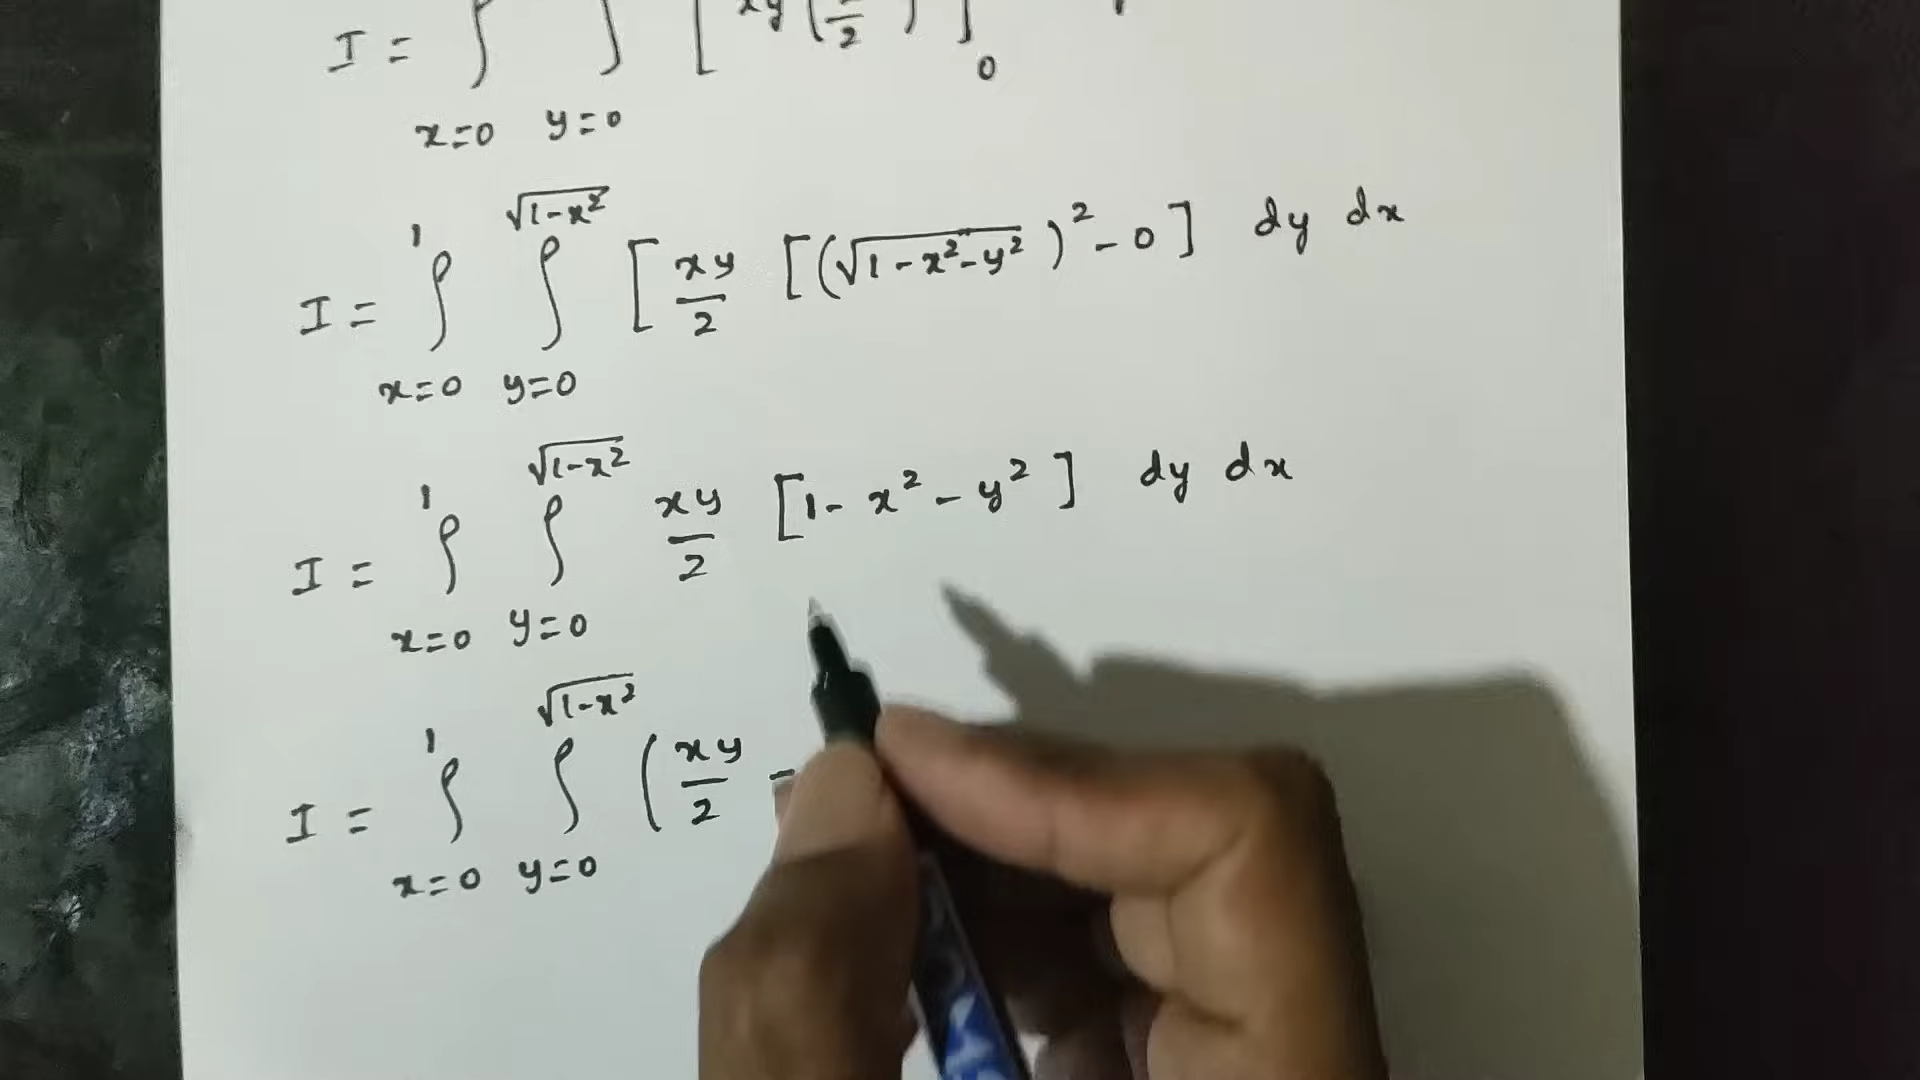 I = ∫ ∫ [ xy ( /2 ) ] 0
x=0 y=0
1 √1-x²
I = ∫ ∫ [ xy/2 [(√1-x²-y²)² - 0 ] dy dx
x=0 y=0
1 √1-x²
I = ∫ ∫ xy/2 [1-x²-y²] dy dx
x=0 y=0
1 √1-x²
I = ∫ ∫ ( xy/2 -
x=0 y=0